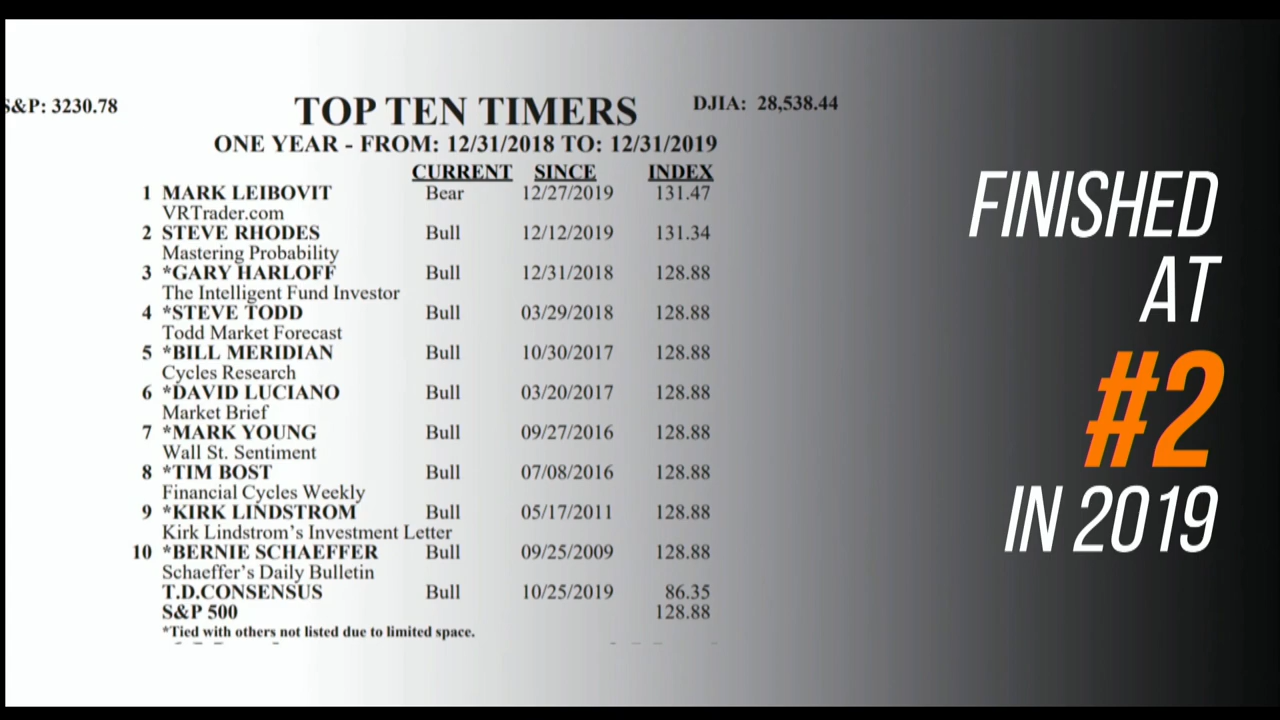 S&P: 3230.78
TOP TEN TIMERS
DJIA: 28,538.44
ONE YEAR - FROM: 12/31/2018 TO: 12/31/2019
CURRENT SINCE INDEX
1 MARK LEIBOVIT Bear 12/27/2019 131.47
VRTrader.com
2 STEVE RHODES Bull 12/12/2019 131.34
Mastering Probability
3 *GARY HARLOFF Bull 12/31/2018 128.88
The Intelligent Fund Investor
4 *STEVE TODD Bull 03/29/2018 128.88
Todd Market Forecast
5 *BILL MERIDIAN Bull 10/30/2017 128.88
Cycles Research
6 *DAVID LUCIANO Bull 03/20/2017 128.88
Market Brief
7 *MARK YOUNG Bull 09/27/2016 128.88
Wall St. Sentiment
8 *TIM BOST Bull 07/08/2016 128.88
Financial Cycles Weekly
9 *KIRK LINDSTROM Bull 05/17/2011 128.88
Kirk Lindstrom's Investment Letter
10 *BERNIE SCHAEFFER Bull 09/25/2009 128.88
Schaeffer's Daily Bulletin
T.D.CONSENSUS Bull 10/25/2019 86.35
S&P 500 128.88
*Tied with others not listed due to limited space.
FINISHED
AT
#2
IN 2019